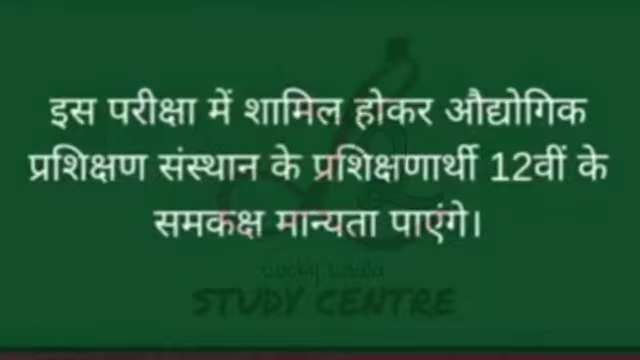 इस परीक्षा में शामिल होकर औद्योगिक
प्रशिक्षण संस्थान के प्रशिक्षणार्थी 12वीं के
समकक्ष मान्यता पाएंगे।
STUDY CENTRE